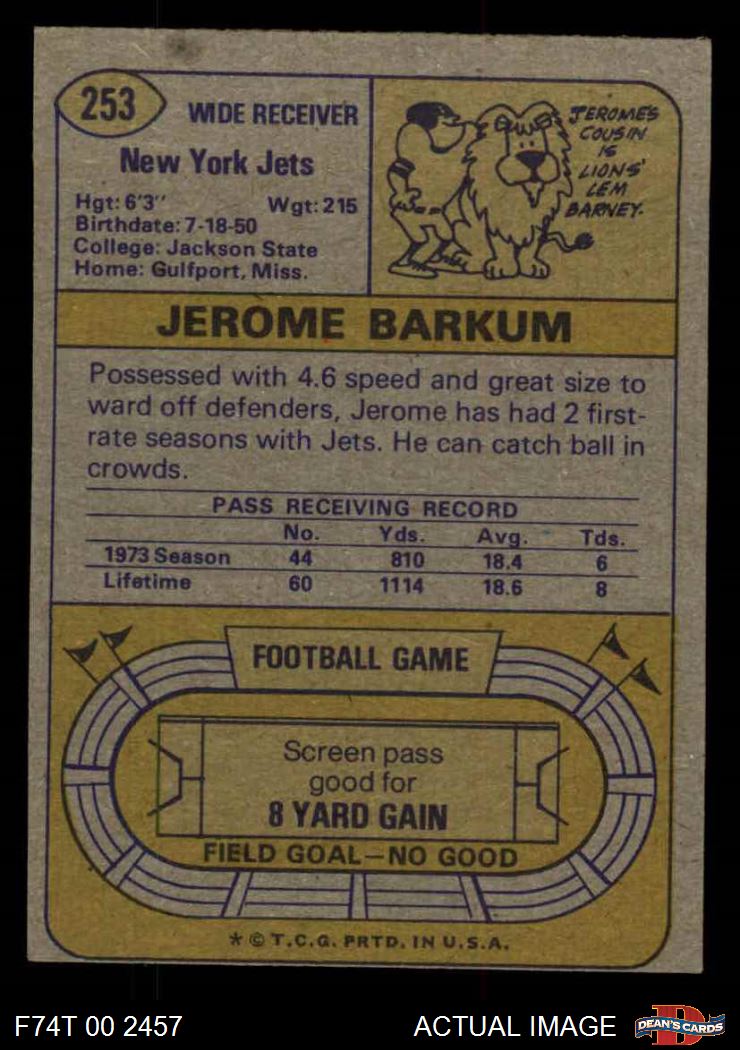 253
WIDE RECEIVER
New York Jets
Hgt: 6'3" Wgt: 215
Birthdate: 7-18-50
College: Jackson State
Home: Gulfport, Miss.
JEROME'S
COUSIN
IS
LIONS'
LEM
BARNEY.
JEROME BARKUM
Possessed with 4.6 speed and great size to
ward off defenders, Jerome has had 2 first-
rate seasons with Jets. He can catch ball in
crowds.
PASS RECEIVING RECORD
No. Yds. Avg. Tds.
1973 Season 44 810 18.4 6
Lifetime 60 1114 18.6 8
FOOTBALL GAME
Screen pass
good for
8 YARD GAIN
FIELD GOAL—NO GOOD
* © T.C.G. PRTD. IN U.S.A.
F74T 00 2457 ACTUAL IMAGE
D
DEAN'S CARDS